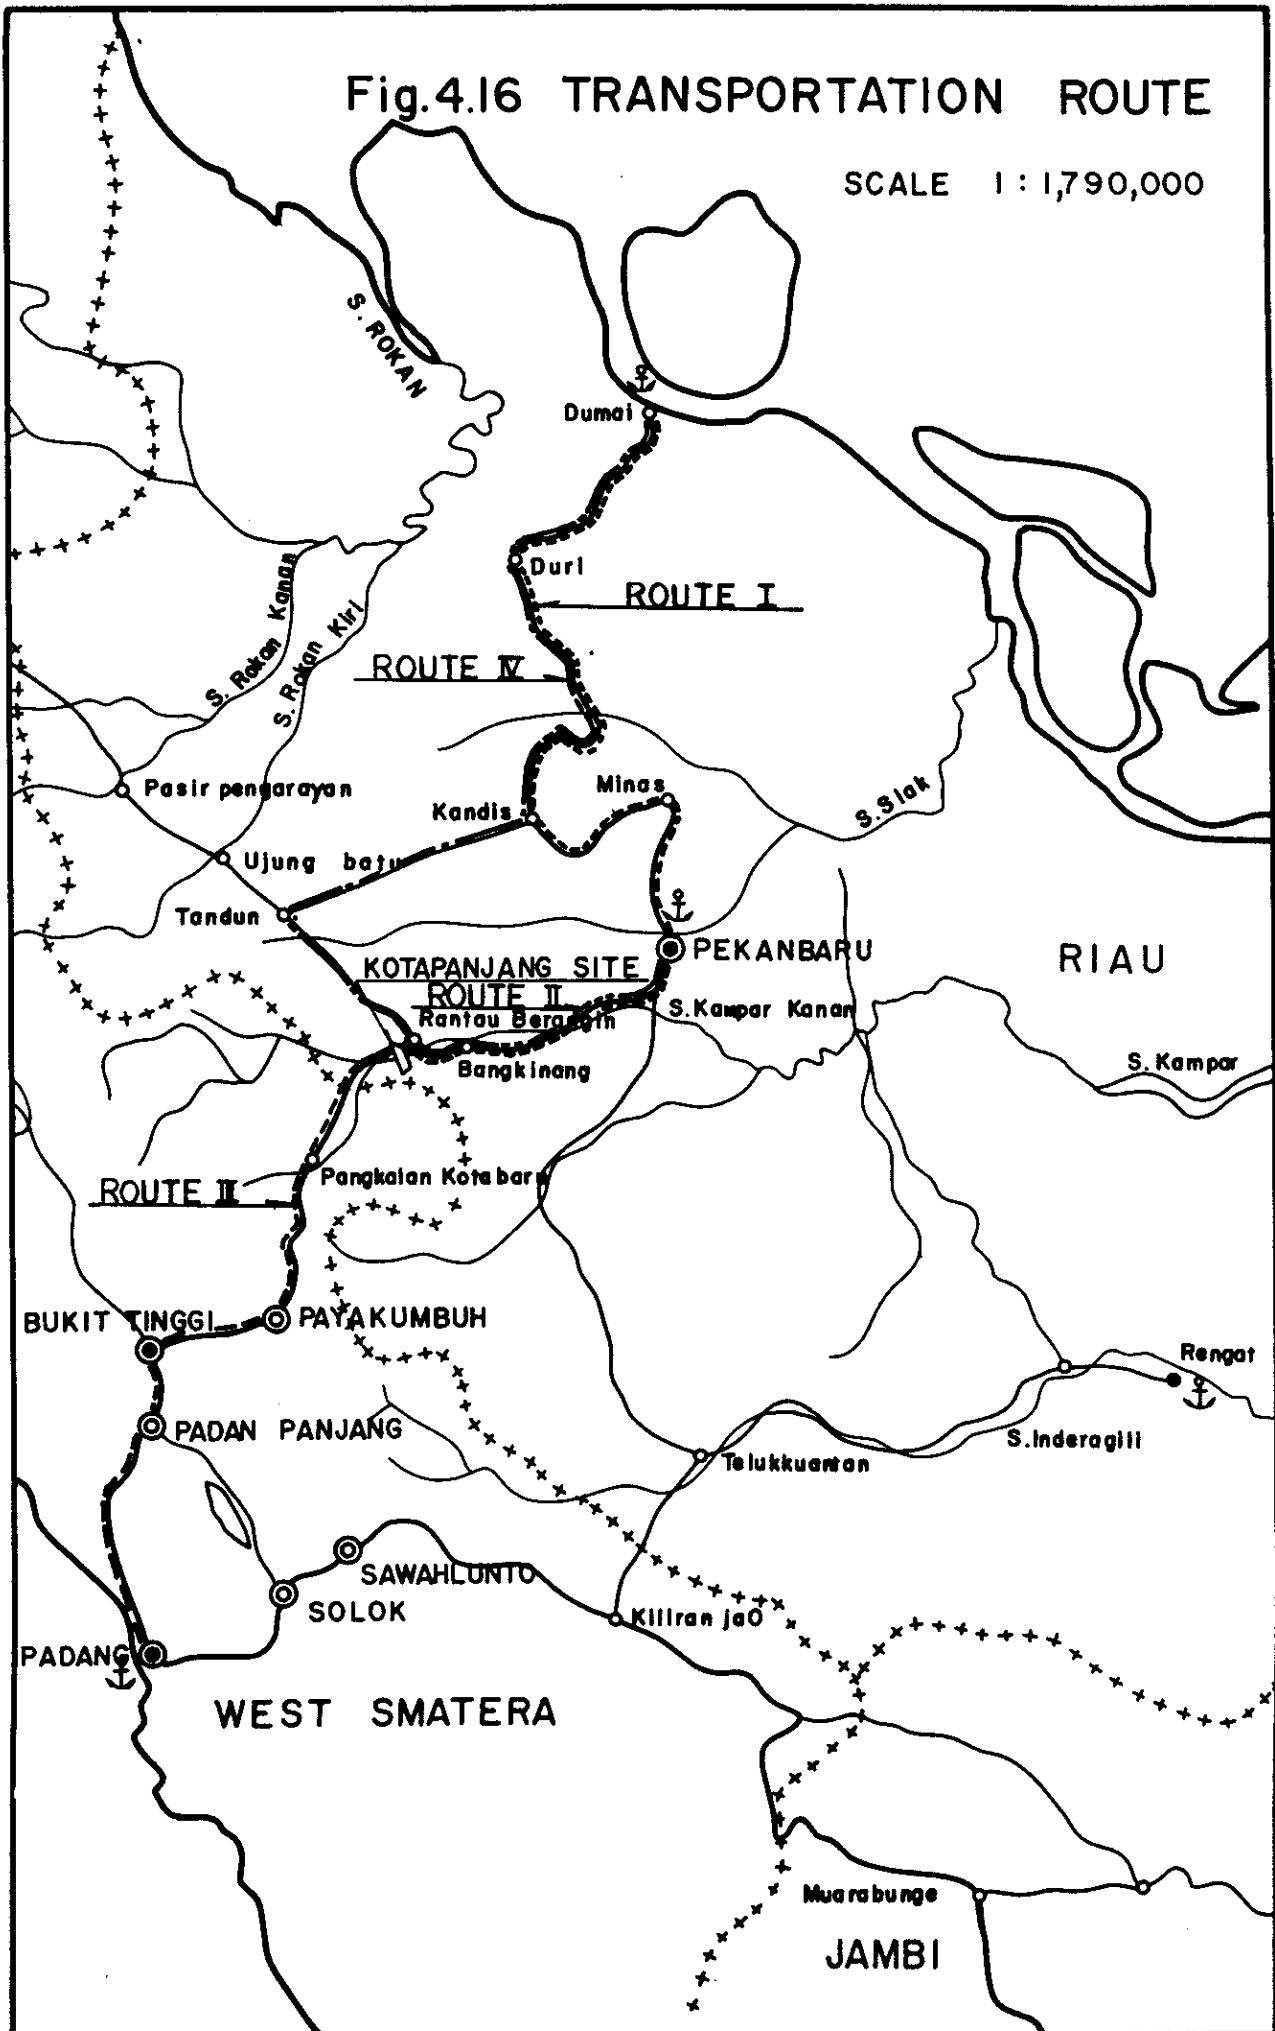 Fig.4.16 TRANSPORTATION ROUTE
SCALE 1 : 1,790,000
S. ROKAN
Dumai
Duri
ROUTE I
S. Rokan Kanan
S. Rokan Kiri
ROUTE IV
Pasir pengarayan
Minas
Kandis
S. Siak
Ujung batu
Tandun
PEKANBARU
RIAU
KOTAPANJANG SITE
ROUTE II
S. Kampar Kanan
Rantau Berangin
Bangkinang
S. Kampar
Pangkalan Kotabaru
ROUTE III
BUKIT TINGGI
PAYAKUMBUH
Rengat
PADAN PANJANG
S. Inderagili
Telukkuantan
SAWAHLUNTO
SOLOK
Kiliran jaO
PADANG
WEST SMATERA
Muarabunge
JAMBI